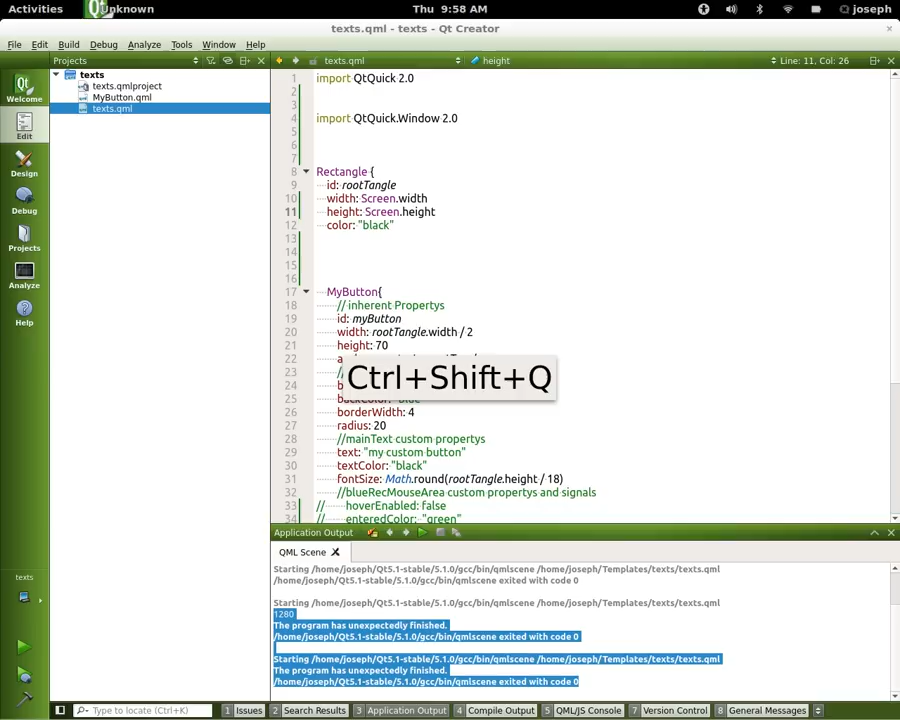 Activities
Unknown
Thu 9:58 AM
joseph
texts.qml - texts - Qt Creator
File Edit Build Debug Analyze Tools Window Help
Projects
texts.qml
height
Line: 11, Col: 26
texts
texts.qmlproject
MyButton.qml
texts.qml
Welcome
Edit
Design
Debug
Projects
Analyze
Help
texts
1 import QtQuick 2.0
2
3
4 import QtQuick.Window 2.0
5
6
7
8 Rectangle {
9 id: rootTangle
10 width: Screen.width
11 height: Screen.height
12 color: "black"
13
14
15
16
17 MyButton{
18 // inherent Propertys
19 id: myButton
20 width: rootTangle.width / 2
21 height: 70
22
23
24
25 backColor: "blue"
26 borderWidth: 4
27 radius: 20
28 //mainText custom propertys
29 text: "my custom button"
30 textColor: "black"
31 fontSize: Math.round(rootTangle.height / 18)
32 //blueRecMouseArea custom propertys and signals
33 // hoverEnabled: false
34 // enteredColor: "green"
Ctrl+Shift+Q
Application Output
QML Scene
Starting /home/joseph/Qt5.1-stable/5.1.0/gcc/bin/qmlscene /home/joseph/Templates/texts/texts.qml
/home/joseph/Qt5.1-stable/5.1.0/gcc/bin/qmlscene exited with code 0
Starting /home/joseph/Qt5.1-stable/5.1.0/gcc/bin/qmlscene /home/joseph/Templates/texts/texts.qml
1280
The program has unexpectedly finished.
/home/joseph/Qt5.1-stable/5.1.0/gcc/bin/qmlscene exited with code 0
Starting /home/joseph/Qt5.1-stable/5.1.0/gcc/bin/qmlscene /home/joseph/Templates/texts/texts.qml
The program has unexpectedly finished.
/home/joseph/Qt5.1-stable/5.1.0/gcc/bin/qmlscene exited with code 0
Type to locate (Ctrl+K)
1 Issues
2 Search Results
3 Application Output
4 Compile Output
5 QML/JS Console
7 Version Control
8 General Messages